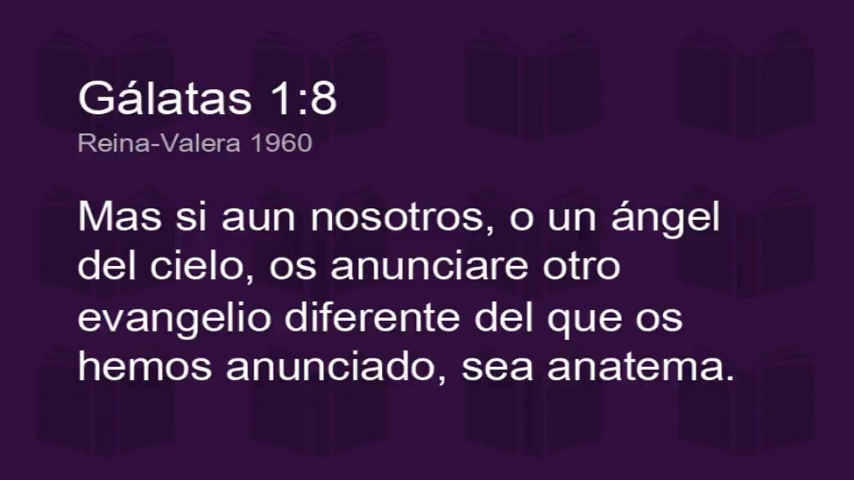 Gálatas 1:8
Reina-Valera 1960
Mas si aun nosotros, o un ángel
del cielo, os anunciare otro
evangelio diferente del que os
hemos anunciado, sea anatema.